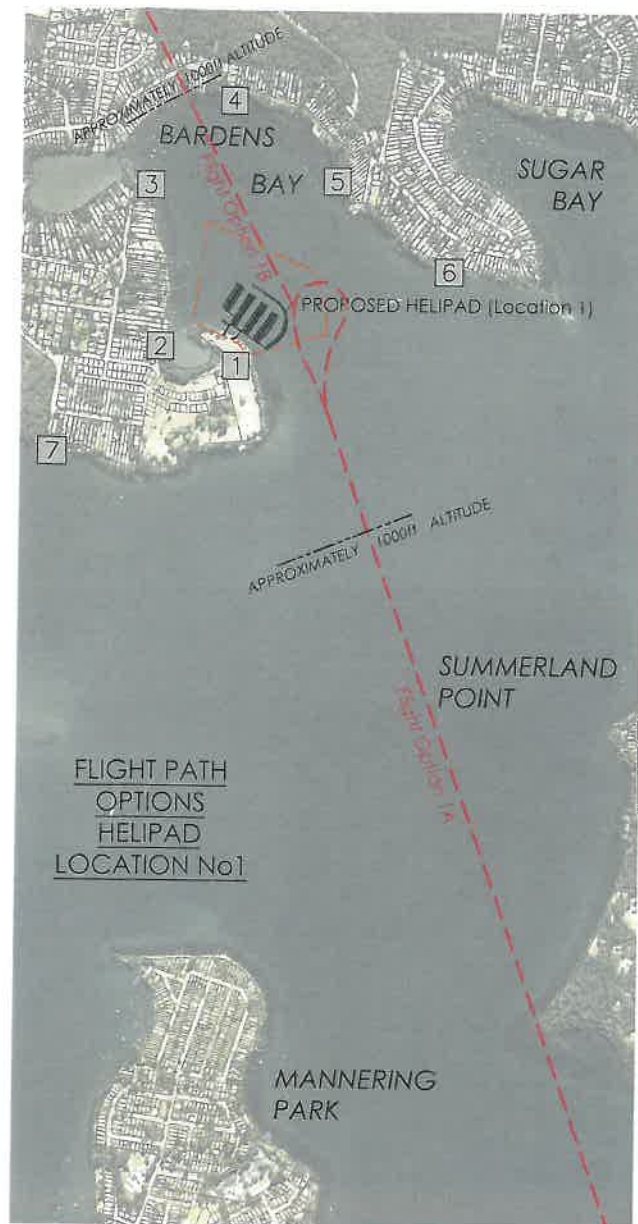 APPROXIMATELY 1000ft ALTITUDE
4
BARDENS
BAY
3
5
SUGAR
BAY
Flight Option 1B
6
PROPOSED HELIPAD (Location 1)
2
1
7
APPROXIMATELY 1000ft ALTITUDE
SUMMERLAND
POINT
Flight Option 1A
FLIGHT PATH
OPTIONS
HELIPAD
LOCATION No1
MANNERING
PARK